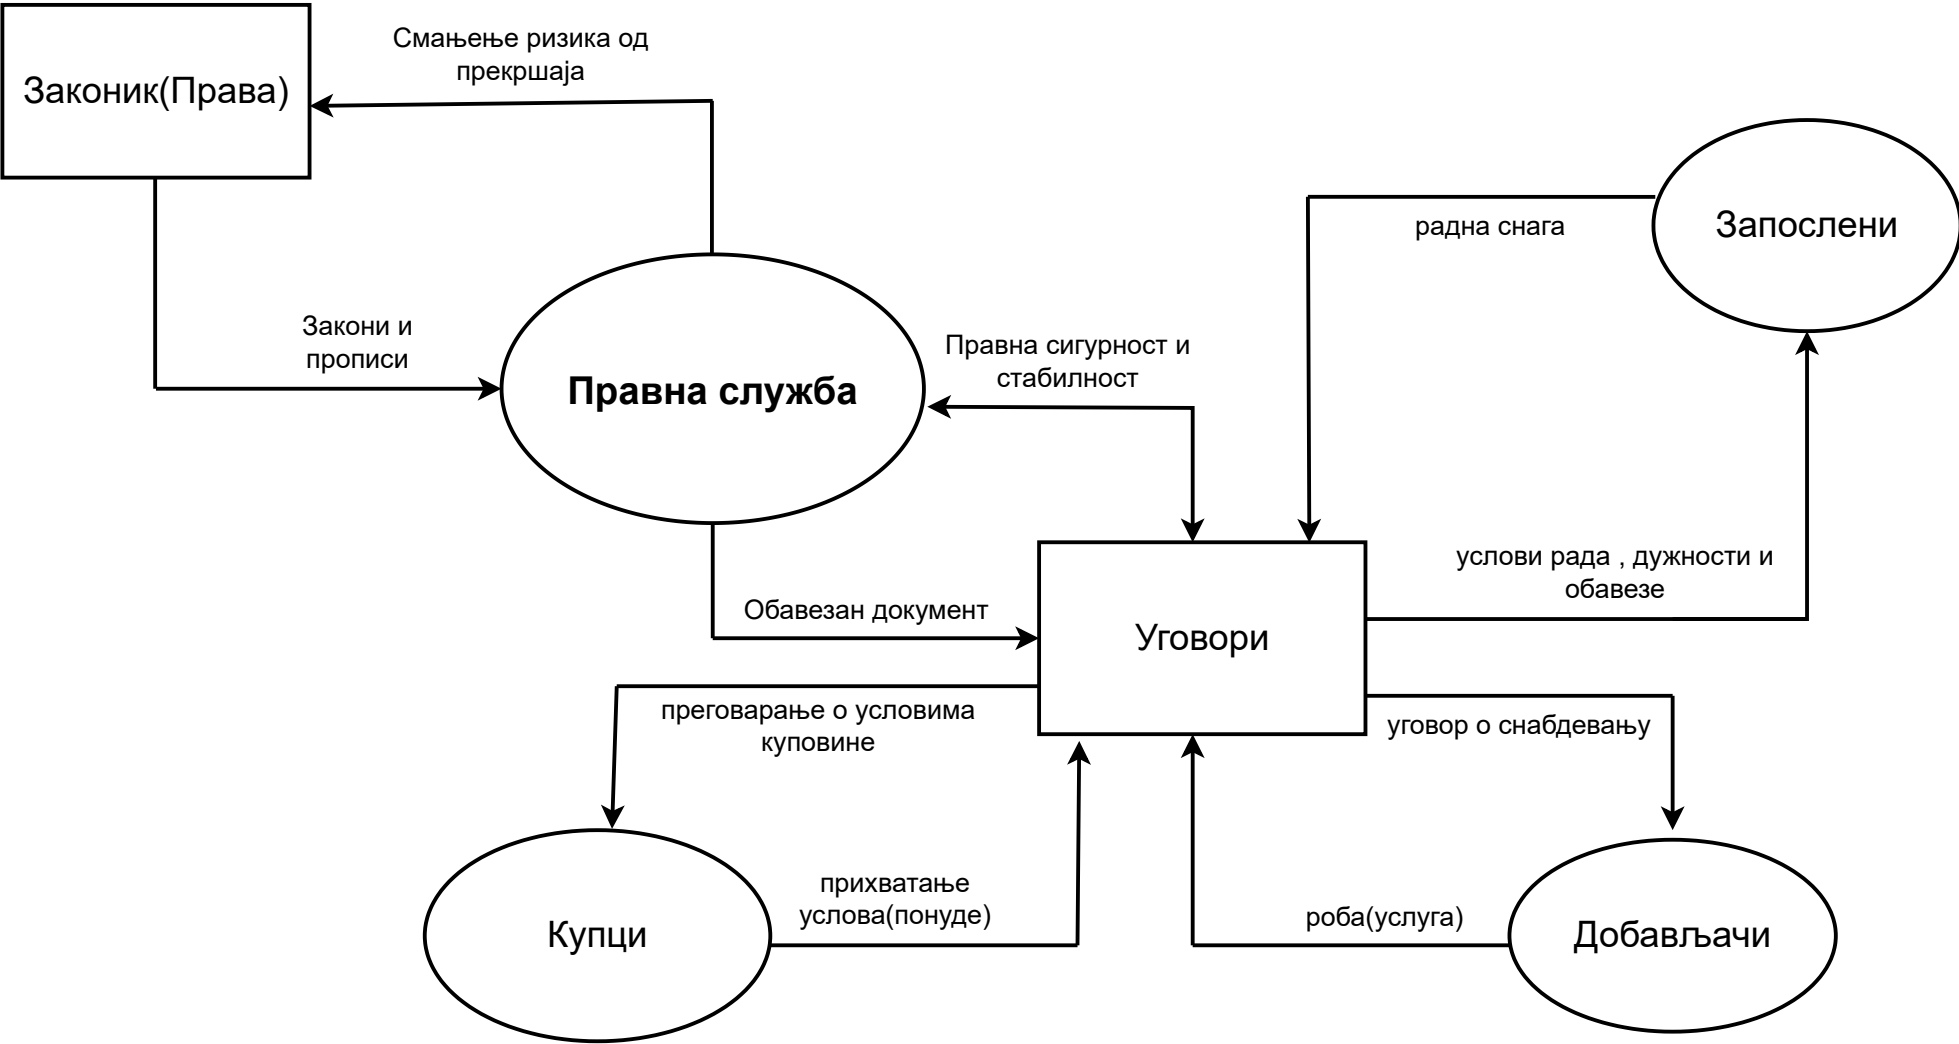 Смањење ризика од
прекршаја
Законик(Права)
Запослени
радна снага
Закони и
прописи
Правна сигурност и
стабилност
Правна служба
услови рада , дужности и
обавезе
Обавезан документ
Уговори
преговарање о условима
куповине
уговор о снабдевању
прихватање
услова(понуде)
роба(услуга)
Купци
Добављачи